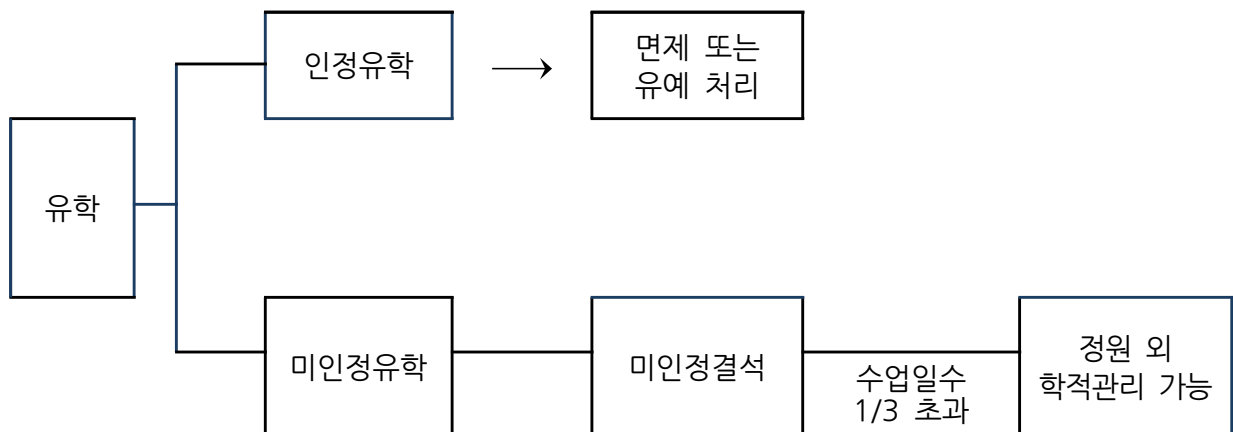 인정유학
면제 또는
유예 처리
유학
미인정유학
미인정결석
수업일수
1/3 초과
정원 외
학적관리 가능